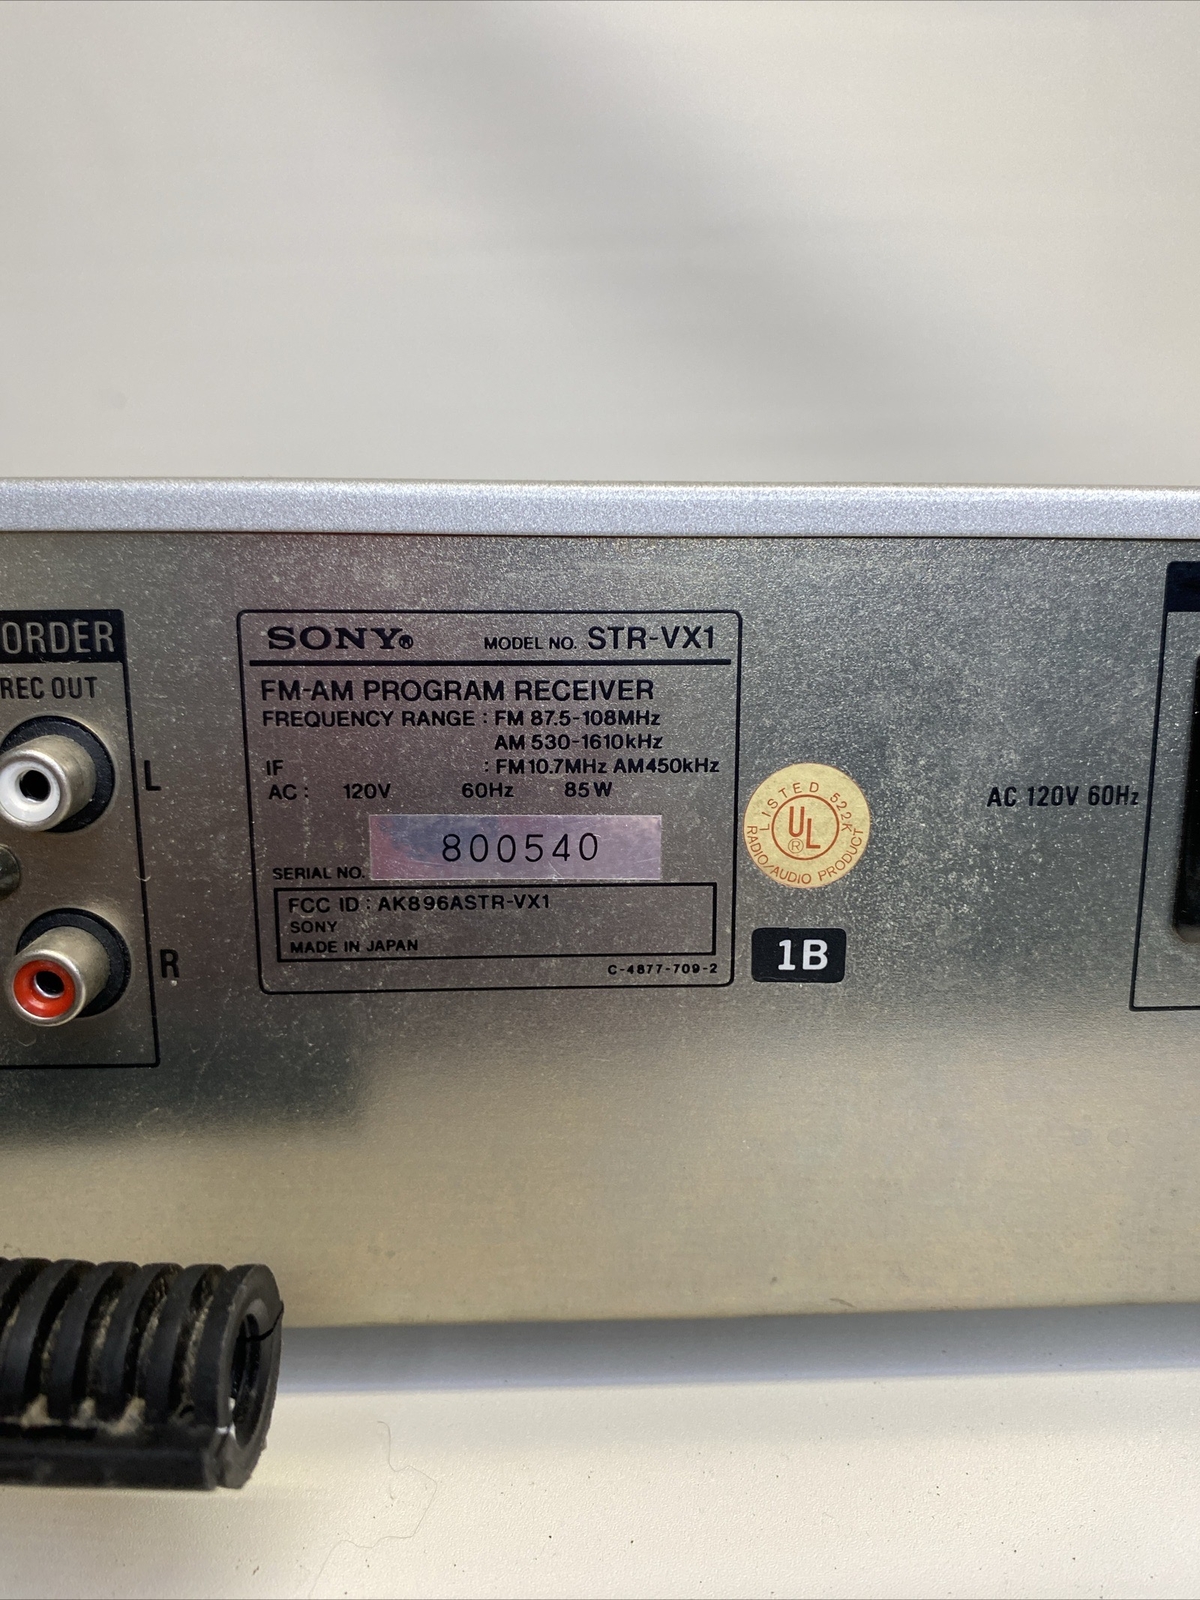 ORDER
REC OUT
L
R
SONY® MODEL NO. STR-VX1
FM-AM PROGRAM RECEIVER
FREQUENCY RANGE : FM 87.5-108MHz
AM 530-1610kHz
IF : FM10.7MHz AM450kHz
AC : 120V 60Hz 85W
SERIAL NO. 800540
FCC ID : AK896ASTR-VX1
SONY
MADE IN JAPAN
C-4877-709-2
LISTED 522K
UL®
RADIO/AUDIO PRODUCT
1B
AC 120V 60Hz